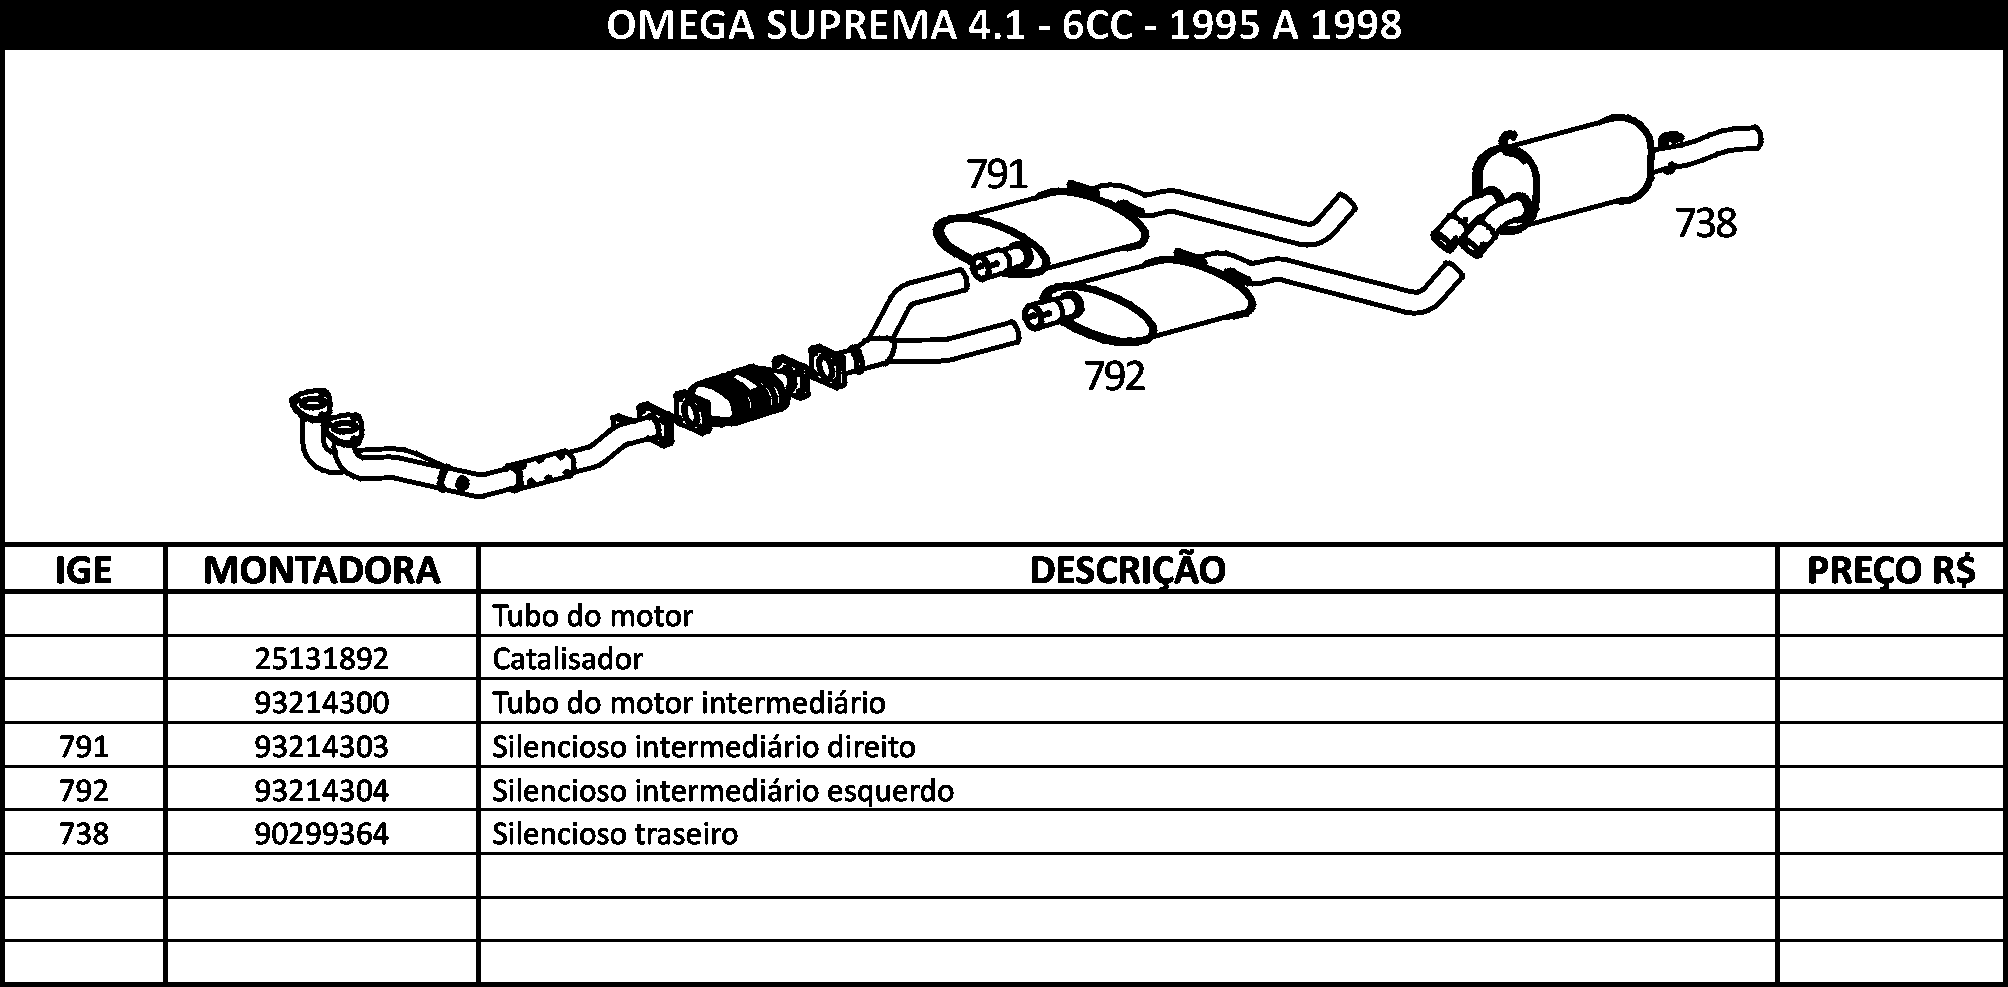 OMEGA SUPREMA 4.1 - 6CC - 1995 A 1998
791
738
792
IGE MONTADORA DESCRIÇÃO PREÇO R$
Tubo do motor
25131892 Catalisador
93214300 Tubo do motor intermediário
791 93214303 Silencioso intermediário direito
792 93214304 Silencioso intermediário esquerdo
738 90299364 Silencioso traseiro